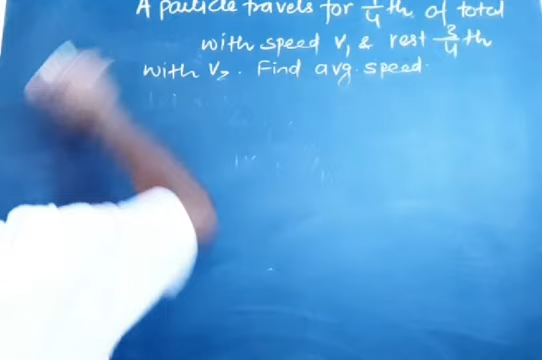 A particle travels for 1/4 th of total
with speed V₁ & rest 3/4 th
with V₂. Find avg. speed.